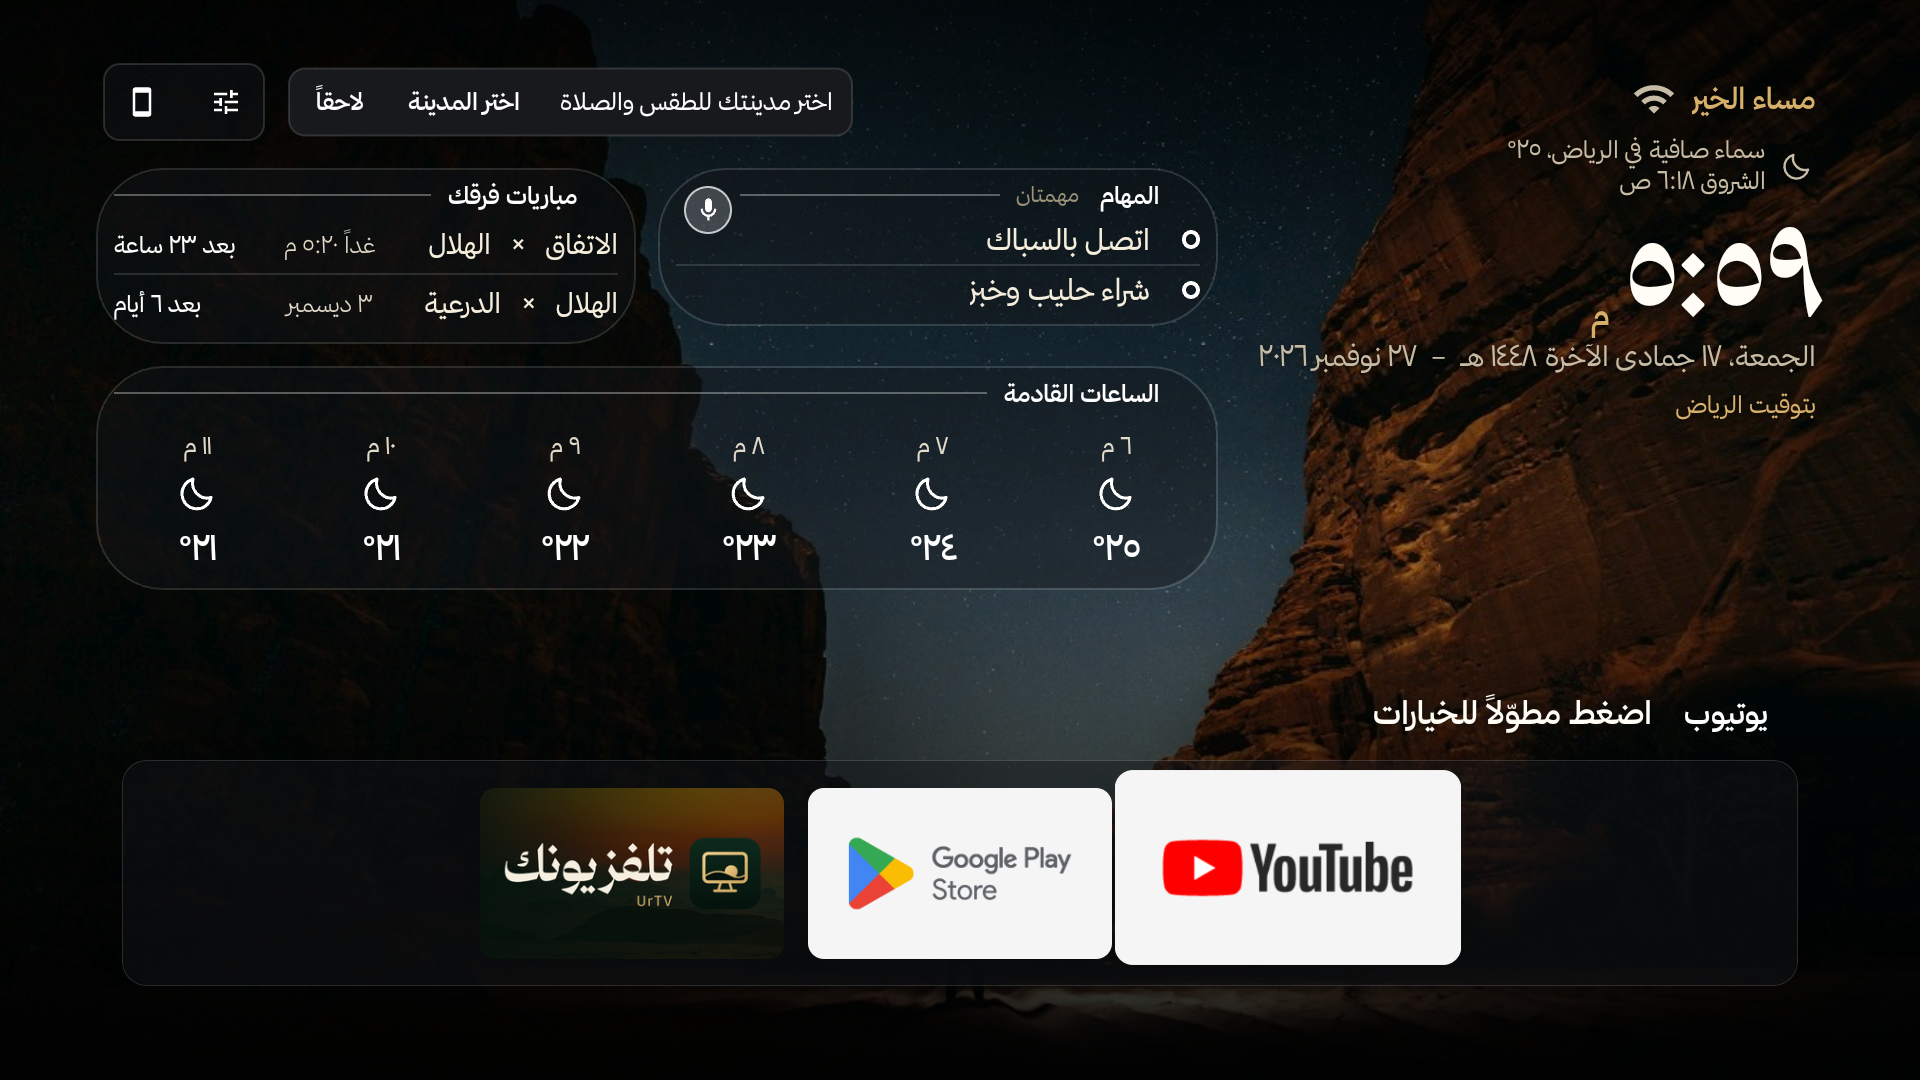 مساء الخير
سماء صافية في الرياض، ٢٥°
الشروق ٦:١٨ ص
٥:٥٩ م
الجمعة، ١٧ جمادى الآخرة ١٤٤٨ هـ – ٢٧ نوفمبر ٢٠٢٦
بتوقيت الرياض
اختر مدينتك للطقس والصلاة
اختر المدينة
لاحقاً
المهام مهمتان
اتصل بالسباك
شراء حليب وخبز
مباريات فرقك
الاتفاق × الهلال غداً ٥:٢٠ م بعد ٢٣ ساعة
الهلال × الدرعية ٣ ديسمبر بعد ٦ أيام
الساعات القادمة
٦ م ٧ م ٨ م ٩ م ١٠ م ١١ م
٢٥° ٢٤° ٢٣° ٢٢° ٢١° ٢١°
يوتيوب اضغط مطوّلاً للخيارات
YouTube
Google Play
Store
تلفزيونك
UrTV